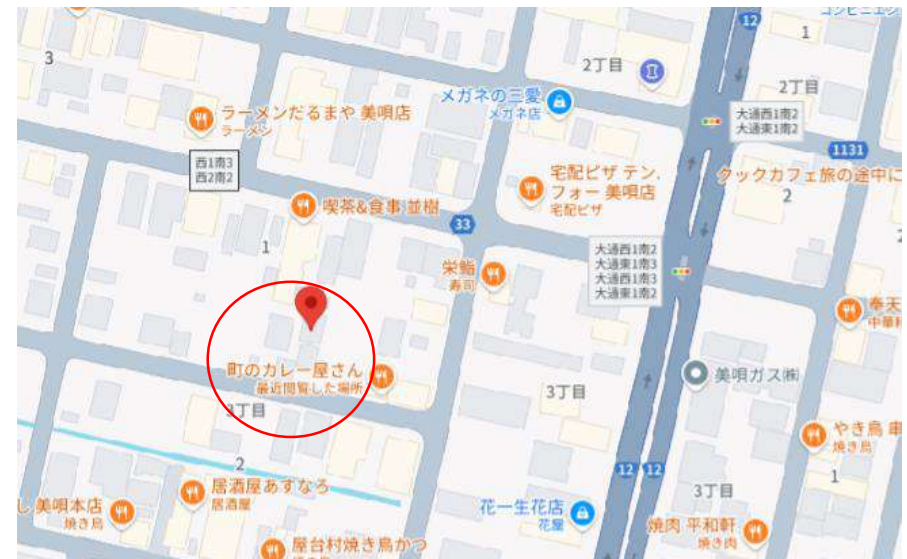 コンビニエン
12
1
3
2丁目
2丁目
メガネの三愛
メガネ店
ラーメンだるまや 美唄店
ラーメン
大通西1南2
大通東1南2
1131
西1南3
西2南2
宅配ピザ テン.
フォー 美唄店
宅配ピザ
クックカフェ旅の途中に
2
喫茶&食事 並樹
33
1
大通西1南2
大通東1南3
大通西1南3
大通東1南2
栄鮨
寿司
奉天
中華料
町のカレー屋さん
最近閲覧した場所
美唄ガス㈱
3丁目
3丁目
やき鳥 串
焼き鳥
2
12
12
1
居酒屋あすなろ
居酒屋
3丁目
し 美唄本店
焼き鳥
花一生花店
花屋
焼肉 平和軒
焼き肉
屋台村焼き鳥かつ